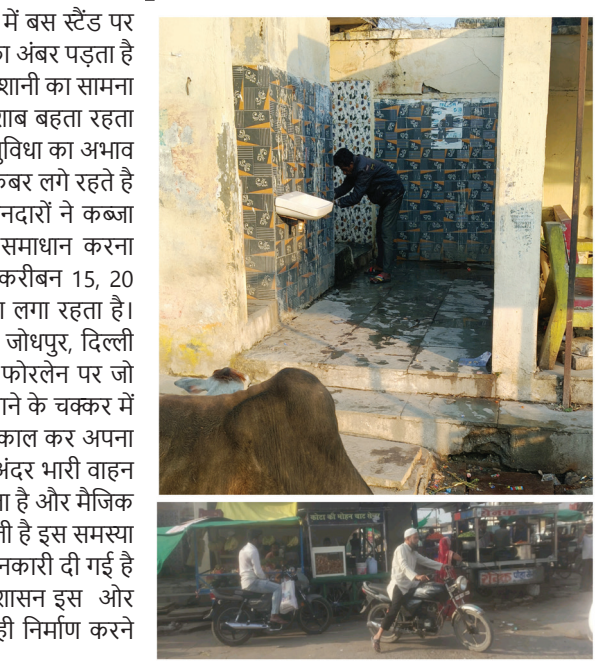 में बस स्टैंड पर
का अंबर पड़ता है
शानी का सामना
शाब बहता रहता
सुविधा का अभाव
कबर लगे रहते है
नदारों ने कब्जा
समाधान करना
करीबन 15, 20
लगा रहता है।
जोधपुर, दिल्ली
फोरलेन पर जो
ाने के चक्कर में
काल कर अपना
अंदर भारी वाहन
ा है और मैजिक
ती है इस समस्या
नकारी दी गई है
शासन इस ओर
ही निर्माण करने
कोटा की मोहन चाट सेन्टर